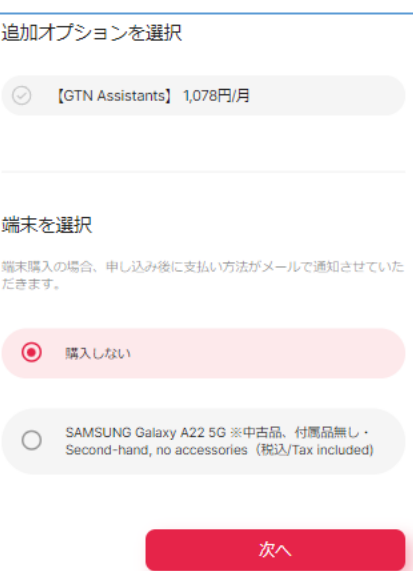 追加オプションを選択
【GTN Assistants】 1,078円/月
端末を選択
端末購入の場合、申し込み後に支払い方法がメールで通知させていた
だきます。
購入しない
SAMSUNG Galaxy A22 5G ※中古品、付属品無し・
Second-hand, no accessories（税込/Tax included)
次へ